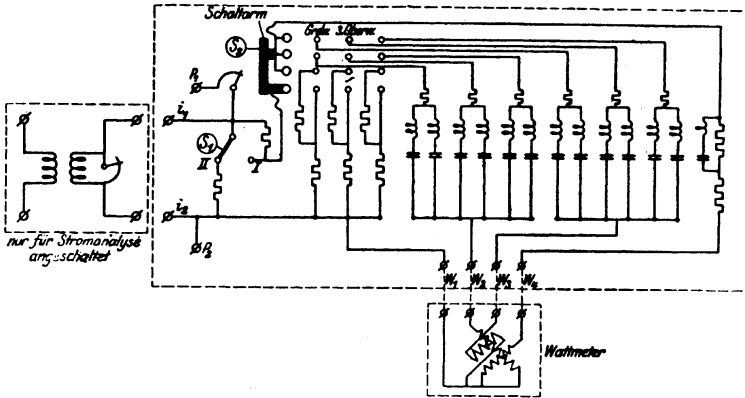 Schaltarm
Grdw. 3. Oberw.
S₂
P₁
i₁
S₁
II
I
i₂
P₂
nur für Stromanalyse
angeschaltet
W₁ W₂ W₃ W₄
Wattmeter